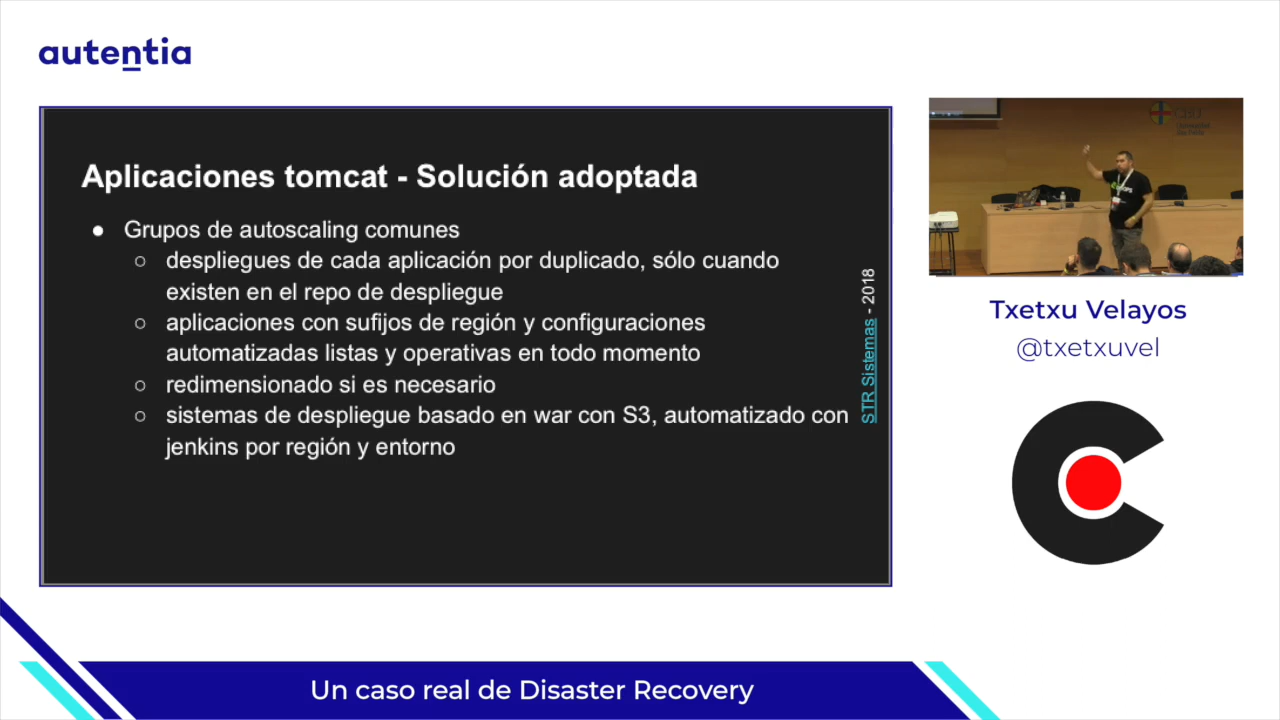 autentia
Aplicaciones tomcat - Solución adoptada
● Grupos de autoscaling comunes
○ despliegues de cada aplicación por duplicado, sólo cuando
existen en el repo de despliegue
○ aplicaciones con sufijos de región y configuraciones
automatizadas listas y operativas en todo momento
○ redimensionado si es necesario
○ sistemas de despliegue basado en war con S3, automatizado con
jenkins por región y entorno
STR Sistemas - 2018
CEU
Txetxu Velayos
@txetxuvel
Un caso real de Disaster Recovery